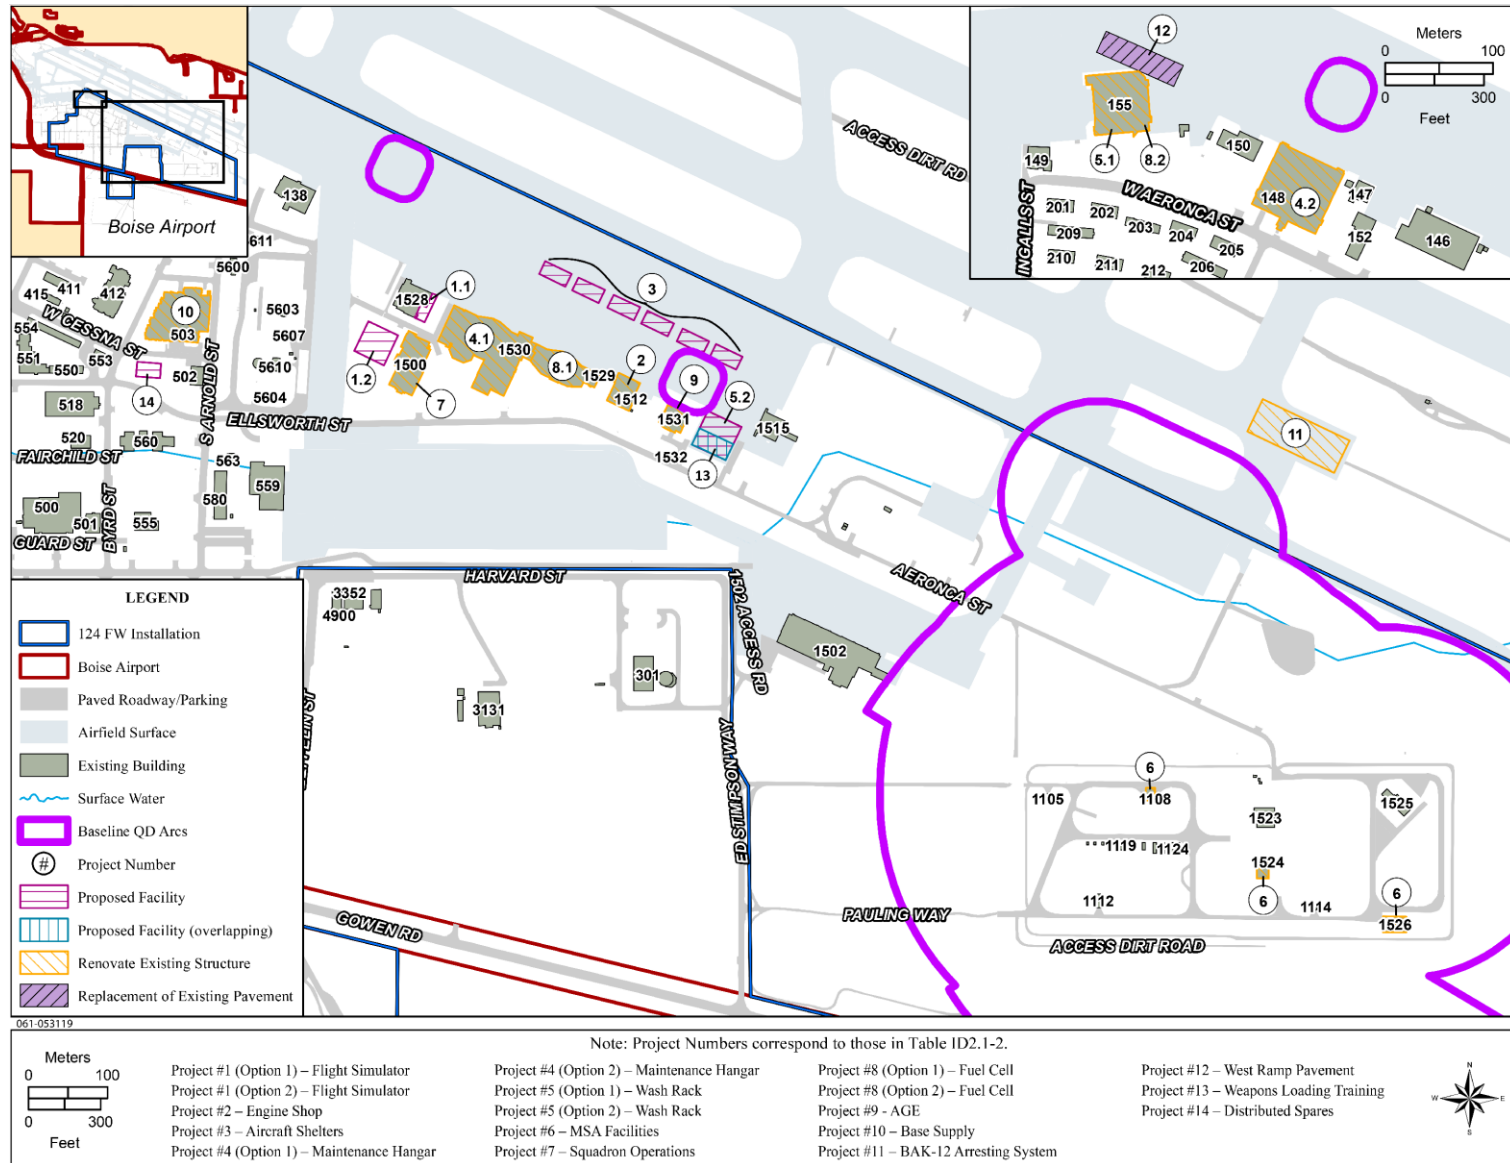 Boise Airport
12
Meters
0 100
0 300
Feet
155
5.1
8.2
150
149
W AERONCA ST
INGALLS ST
201
202
203
204
205
209
210
211
212
206
148
4.2
147
152
146
ACCESS DIRT RD
138
5611
5600
415
411
412
W CESSNA ST
10
503
5603
5607
554
551
550
553
14
502
5610
5604
S ARNOLD ST
518
520
560
FAIRCHILD ST
ELLSWORTH ST
563
580
559
500
501
555
BYRD ST
GUARD ST
1528
1.1
1.2
1500
7
4.1
1530
8.1
1529
2
1512
3
9
1531
5.2
1532
13
1515
11
HARVARD ST
3352
4900
3131
301
1502 ACCESS RD
1502
AERONCA ST
ED STIMPSON WAY
GOWEN RD
PAULING WAY
ACCESS DIRT ROAD
6
1105
1108
1119
1124
1112
1523
1524
6
1114
1525
6
1526
LEGEND
124 FW Installation
Boise Airport
Paved Roadway/Parking
Airfield Surface
Existing Building
Surface Water
Baseline QD Arcs
# Project Number
Proposed Facility
Proposed Facility (overlapping)
Renovate Existing Structure
Replacement of Existing Pavement
061-053119
Meters
0 100
0 300
Feet
Note: Project Numbers correspond to those in Table ID2.1-2.
Project #1 (Option 1) – Flight Simulator
Project #1 (Option 2) – Flight Simulator
Project #2 – Engine Shop
Project #3 – Aircraft Shelters
Project #4 (Option 1) – Maintenance Hangar
Project #4 (Option 2) – Maintenance Hangar
Project #5 (Option 1) – Wash Rack
Project #5 (Option 2) – Wash Rack
Project #6 – MSA Facilities
Project #7 – Squadron Operations
Project #8 (Option 1) – Fuel Cell
Project #8 (Option 2) – Fuel Cell
Project #9 - AGE
Project #10 – Base Supply
Project #11 – BAK-12 Arresting System
Project #12 – West Ramp Pavement
Project #13 – Weapons Loading Training
Project #14 – Distributed Spares
N
W E
S